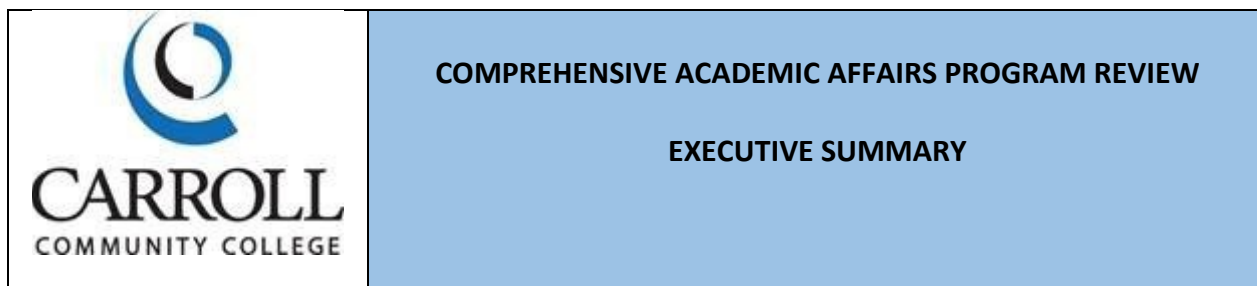 CARROLL
COMMUNITY COLLEGE
COMPREHENSIVE ACADEMIC AFFAIRS PROGRAM REVIEW
EXECUTIVE SUMMARY